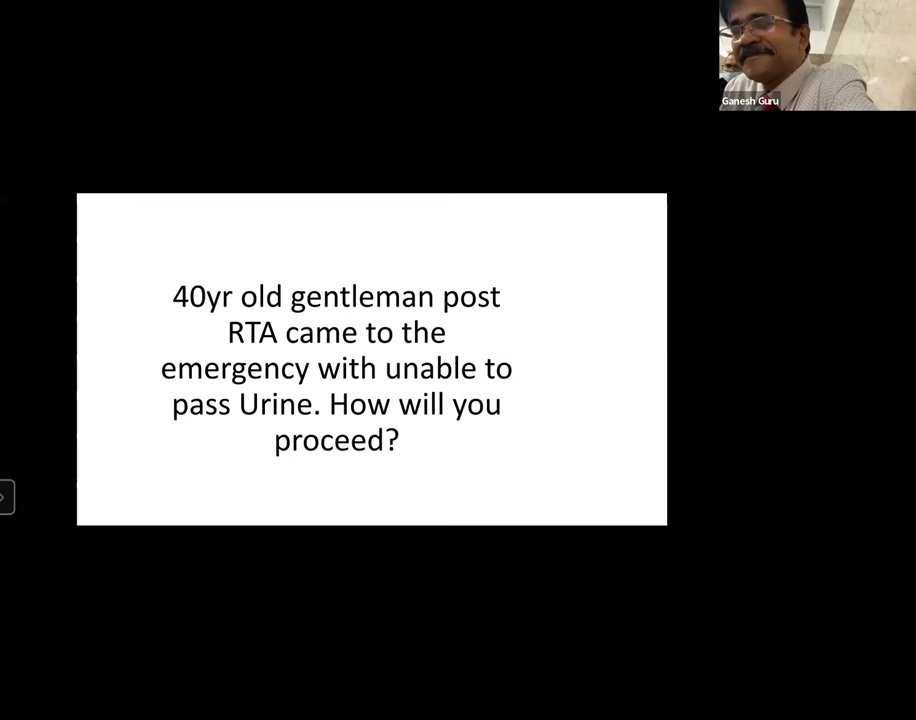 Ganesh Guru
40yr old gentleman post
RTA came to the
emergency with unable to
pass Urine. How will you
proceed?